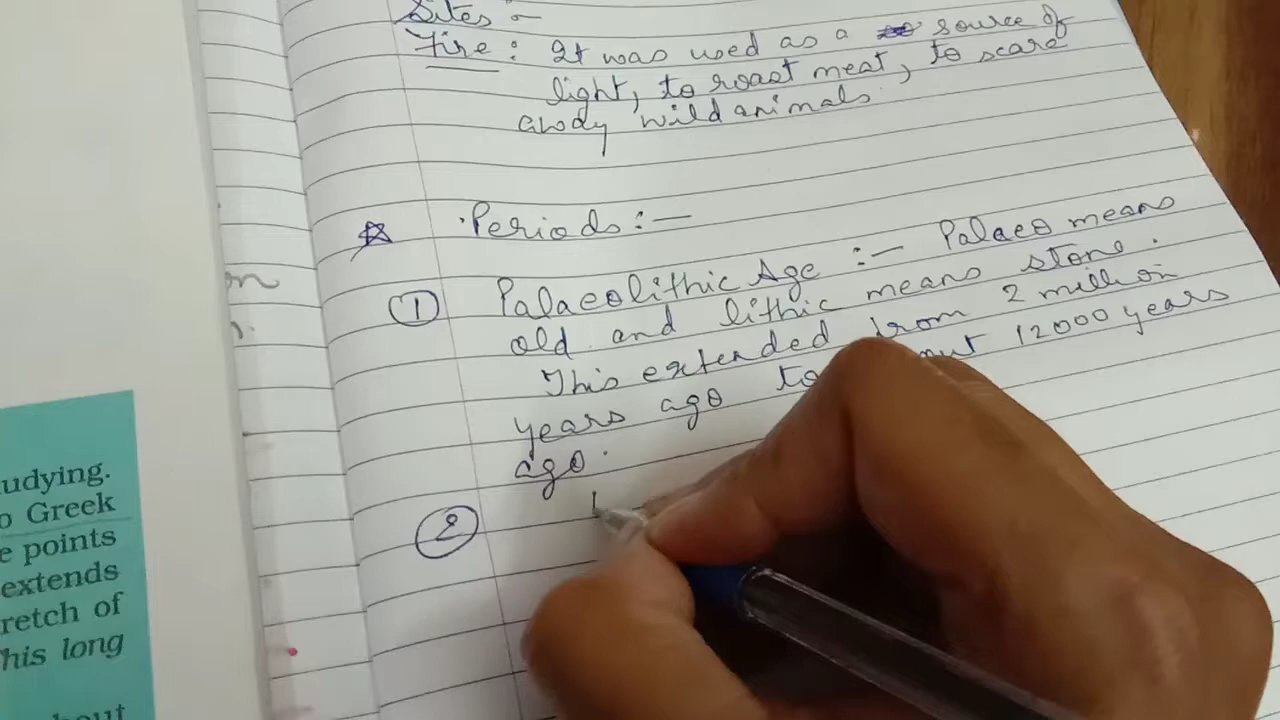 Sites -
Fire : It was used as a source of
light, to roast meat, to scare
away wild animals.
Periods :-
① Palaeolithic Age :- Palaeo means
old and lithic means stone.
This extended from 2 million
years ago to 12000 years
ago.
②
udying.
o Greek
e points
extends
retch of
his long
bout